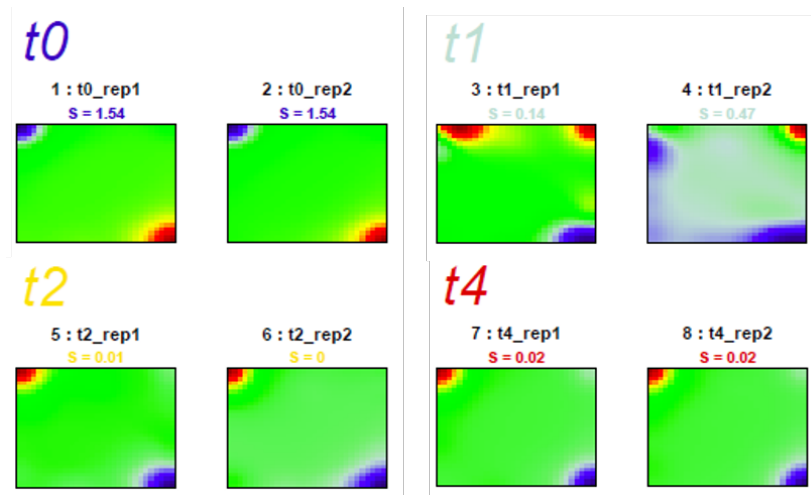 t0
t1
1 : t0_rep1
2 : t0_rep2
3 : t1_rep1
4 : t1_rep2
S = 1.54
S = 1.54
S = 0.14
S = 0.47
t2
t4
5 : t2_rep1
6 : t2_rep2
7 : t4_rep1
8 : t4_rep2
S = 0.01
S = 0
S = 0.02
S = 0.02